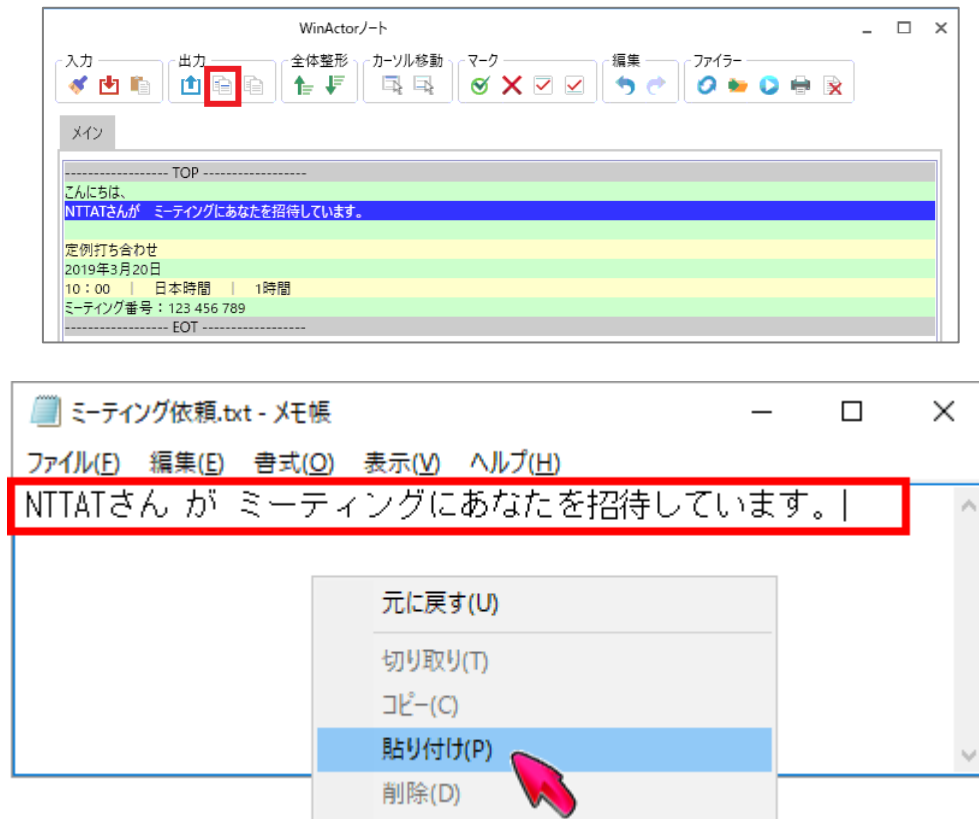 WinActorノート
入力 出力 全体整形 カーソル移動 マーク 編集 ファイラー
メイン
------------------ TOP ------------------
こんにちは、
NTTATさんが　ミーティングにあなたを招待しています。
定例打ち合わせ
2019年3月20日
10：00　｜　日本時間　｜　1時間
ミーティング番号：123 456 789
------------------ EOT ------------------
ミーティング依頼.txt - メモ帳
ファイル(F) 編集(E) 書式(O) 表示(V) ヘルプ(H)
NTTATさん が ミーティングにあなたを招待しています。
元に戻す(U)
切り取り(T)
コピー(C)
貼り付け(P)
削除(D)